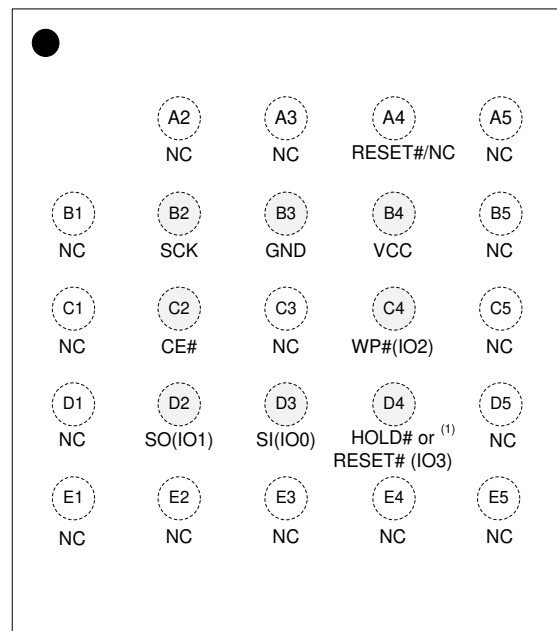 A2 A3 A4 A5
NC NC RESET#/NC NC
B1 B2 B3 B4 B5
NC SCK GND VCC NC
C1 C2 C3 C4 C5
NC CE# NC WP#(IO2) NC
D1 D2 D3 D4 D5
NC SO(IO1) SI(IO0) HOLD# or (1) NC
RESET# (IO3)
E1 E2 E3 E4 E5
NC NC NC NC NC